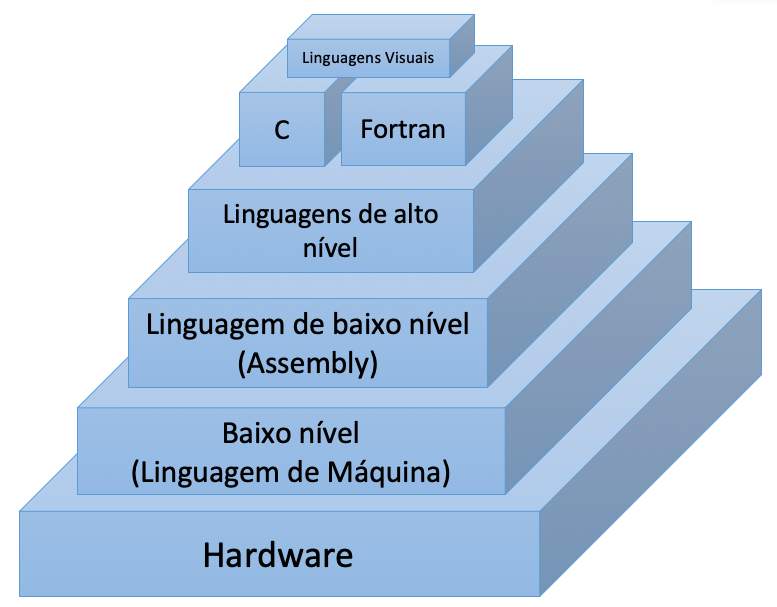 Linguagens Visuais
C
Fortran
Linguagens de alto
nível
Linguagem de baixo nível
(Assembly)
Baixo nível
(Linguagem de Máquina)
Hardware